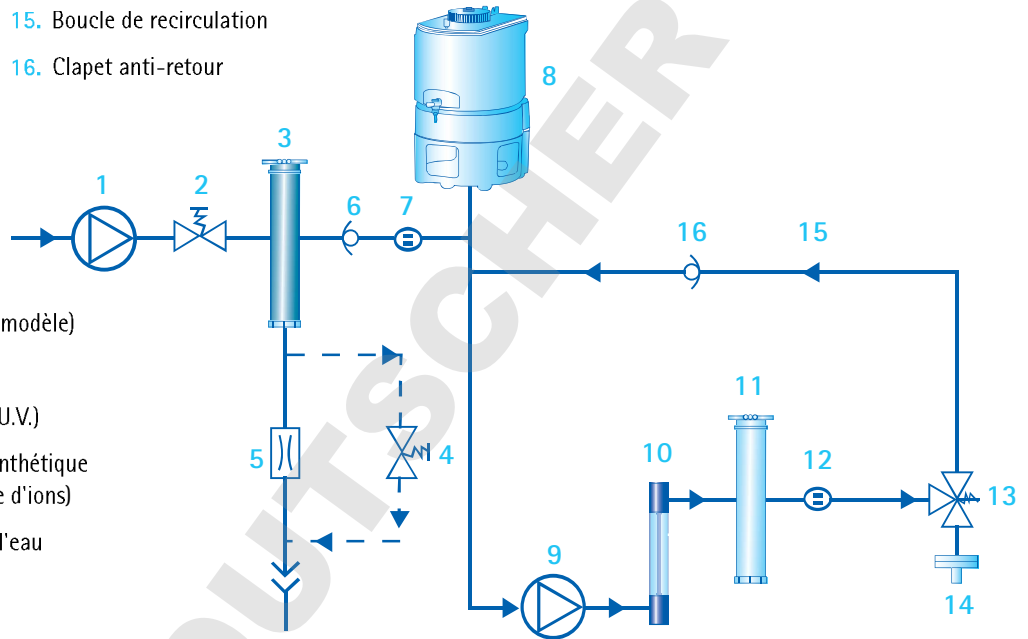 15. Boucle de recirculation
16. Clapet anti-retour
8
3
1
2
6
7
16
15
modèle)
11
U.V.)
nthétique
e d'ions)
5
4
10
12
13
l'eau
9
14
OUTSCHER